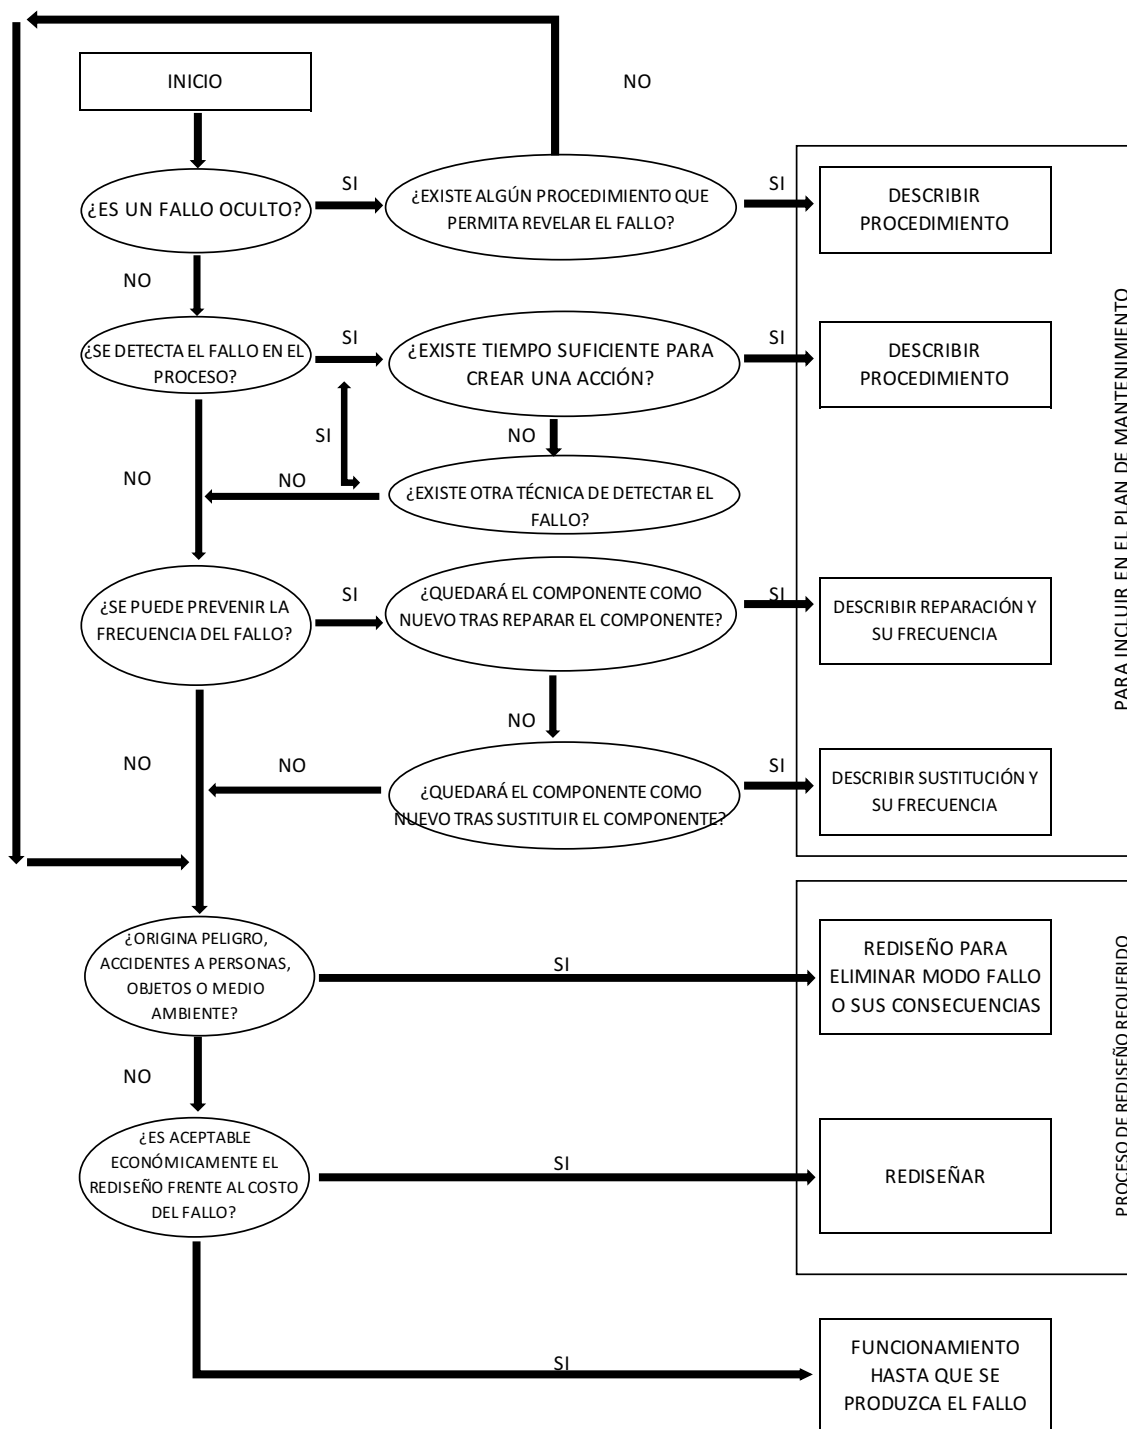 NO
INICIO
¿ES UN FALLO OCULTO?
SI
¿EXISTE ALGÚN PROCEDIMIENTO QUE
PERMITA REVELAR EL FALLO?
SI
DESCRIBIR
PROCEDIMIENTO
NO
¿SE DETECTA EL FALLO EN EL
PROCESO?
SI
¿EXISTE TIEMPO SUFICIENTE PARA
CREAR UNA ACCIÓN?
SI
DESCRIBIR
PROCEDIMIENTO
SI
NO
NO
NO
¿EXISTE OTRA TÉCNICA DE DETECTAR EL
FALLO?
¿SE PUEDE PREVENIR LA
FRECUENCIA DEL FALLO?
SI
¿QUEDARÁ EL COMPONENTE COMO
NUEVO TRAS REPARAR EL COMPONENTE?
SI
DESCRIBIR REPARACIÓN Y
SU FRECUENCIA
NO
NO
NO
¿QUEDARÁ EL COMPONENTE COMO
NUEVO TRAS SUSTITUIR EL COMPONENTE?
SI
DESCRIBIR SUSTITUCIÓN Y
SU FRECUENCIA
PARA INCLUIR EN EL PLAN DE MANTENIMIENTO
¿ORIGINA PELIGRO,
ACCIDENTES A PERSONAS,
OBJETOS O MEDIO
AMBIENTE?
SI
REDISEÑO PARA
ELIMINAR MODO FALLO
O SUS CONSECUENCIAS
NO
¿ES ACEPTABLE
ECONÓMICAMENTE EL
REDISEÑO FRENTE AL COSTO
DEL FALLO?
SI
REDISEÑAR
PROCESO DE REDISEÑO REQUERIDO
SI
FUNCIONAMIENTO
HASTA QUE SE
PRODUZCA EL FALLO